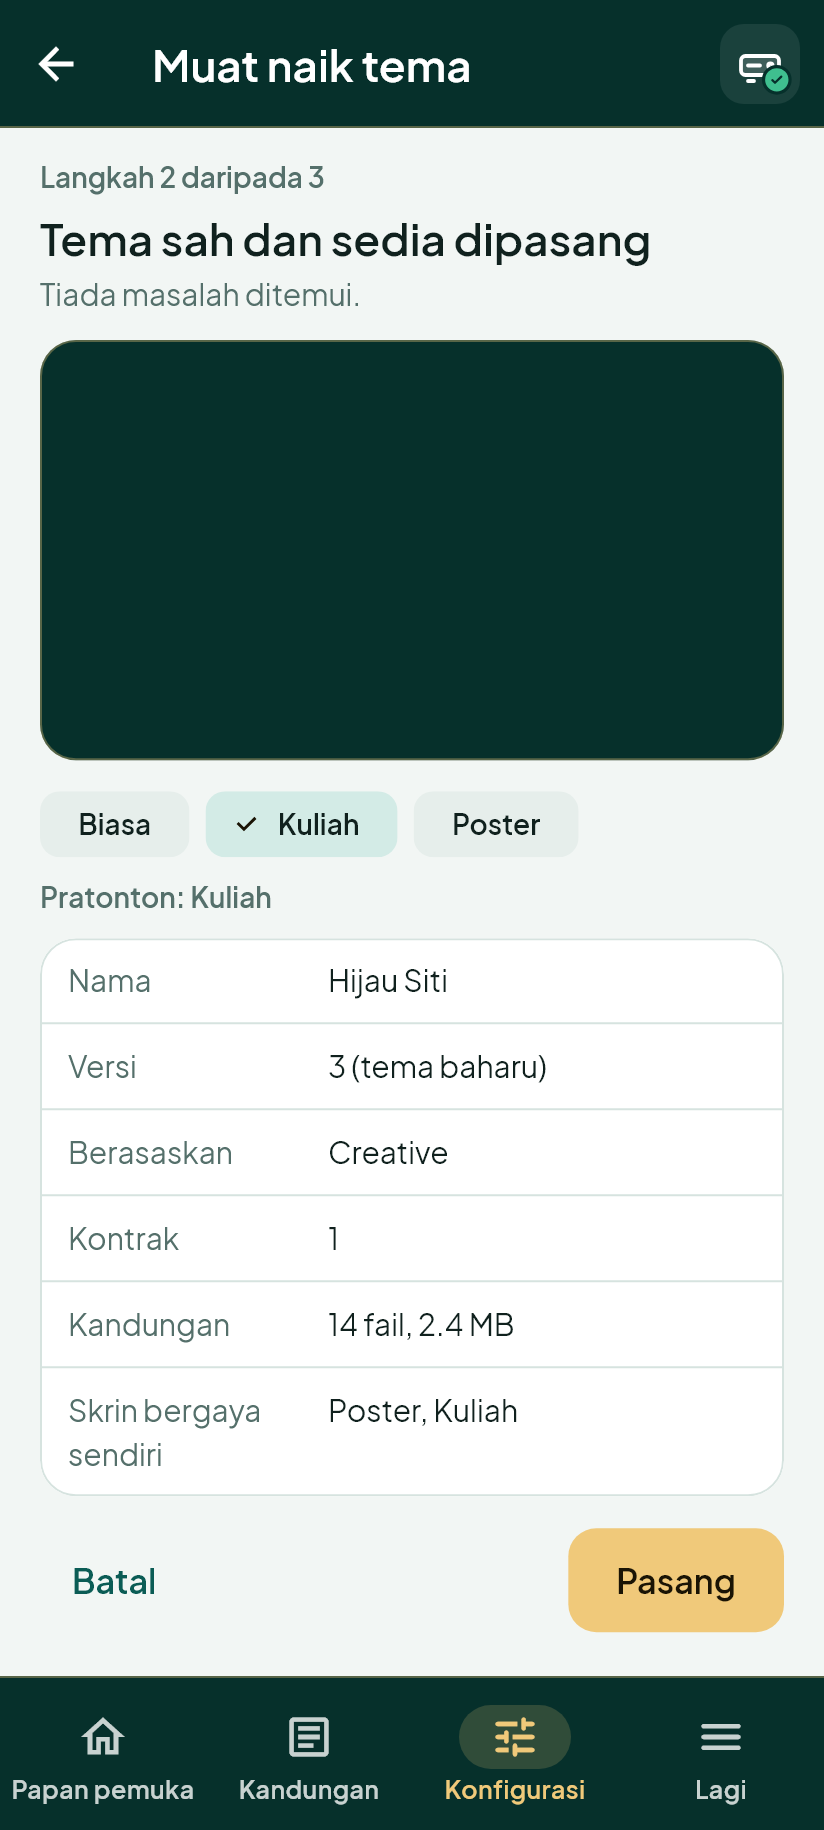 Muat naik tema
Langkah 2 daripada 3
Tema sah dan sedia dipasang
Tiada masalah ditemui.
Biasa
Kuliah
Poster
Pratonton: Kuliah
Nama
Hijau Siti
Versi
3 (tema baharu)
Berasaskan
Creative
Kontrak
1
Kandungan
14 fail, 2.4 MB
Skrin bergaya
sendiri
Poster, Kuliah
Batal
Pasang
Papan pemuka
Kandungan
Konfigurasi
Lagi